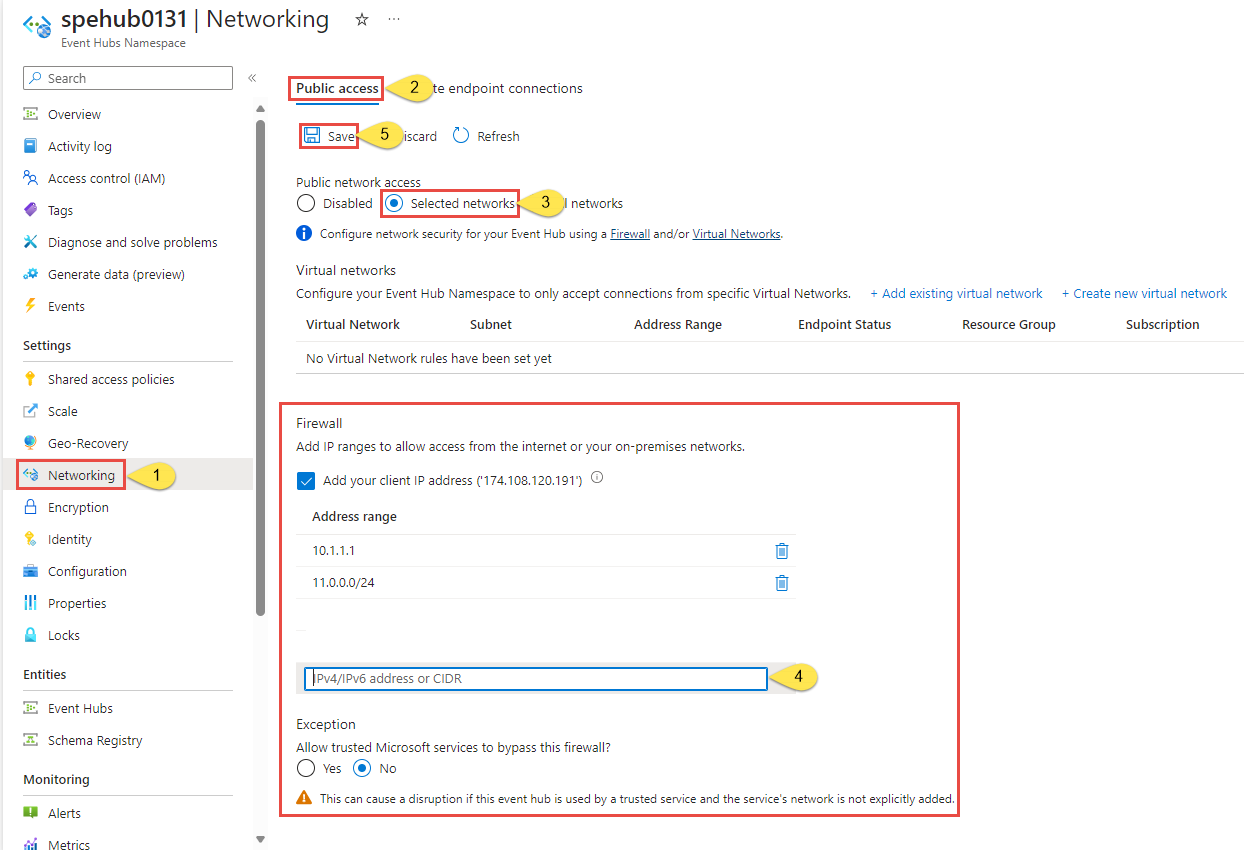 spehub0131 | Networking
Event Hubs Namespace
Search
Overview
Activity log
Access control (IAM)
Tags
Diagnose and solve problems
Generate data (preview)
Events
Settings
Shared access policies
Scale
Geo-Recovery
Networking 1
Encryption
Identity
Configuration
Properties
Locks
Entities
Event Hubs
Schema Registry
Monitoring
Alerts
Metrics
Public access 2 te endpoint connections
Save 5 iscard Refresh
Public network access
Disabled Selected networks 3 l networks
Configure network security for your Event Hub using a Firewall and/or Virtual Networks.
Virtual networks
Configure your Event Hub Namespace to only accept connections from specific Virtual Networks. + Add existing virtual network + Create new virtual network
Virtual Network Subnet Address Range Endpoint Status Resource Group Subscription
No Virtual Network rules have been set yet
Firewall
Add IP ranges to allow access from the internet or your on-premises networks.
Add your client IP address ('174.108.120.191')
Address range
10.1.1.1
11.0.0.0/24
IPv4/IPv6 address or CIDR 4
Exception
Allow trusted Microsoft services to bypass this firewall?
Yes No
This can cause a disruption if this event hub is used by a trusted service and the service's network is not explicitly added.